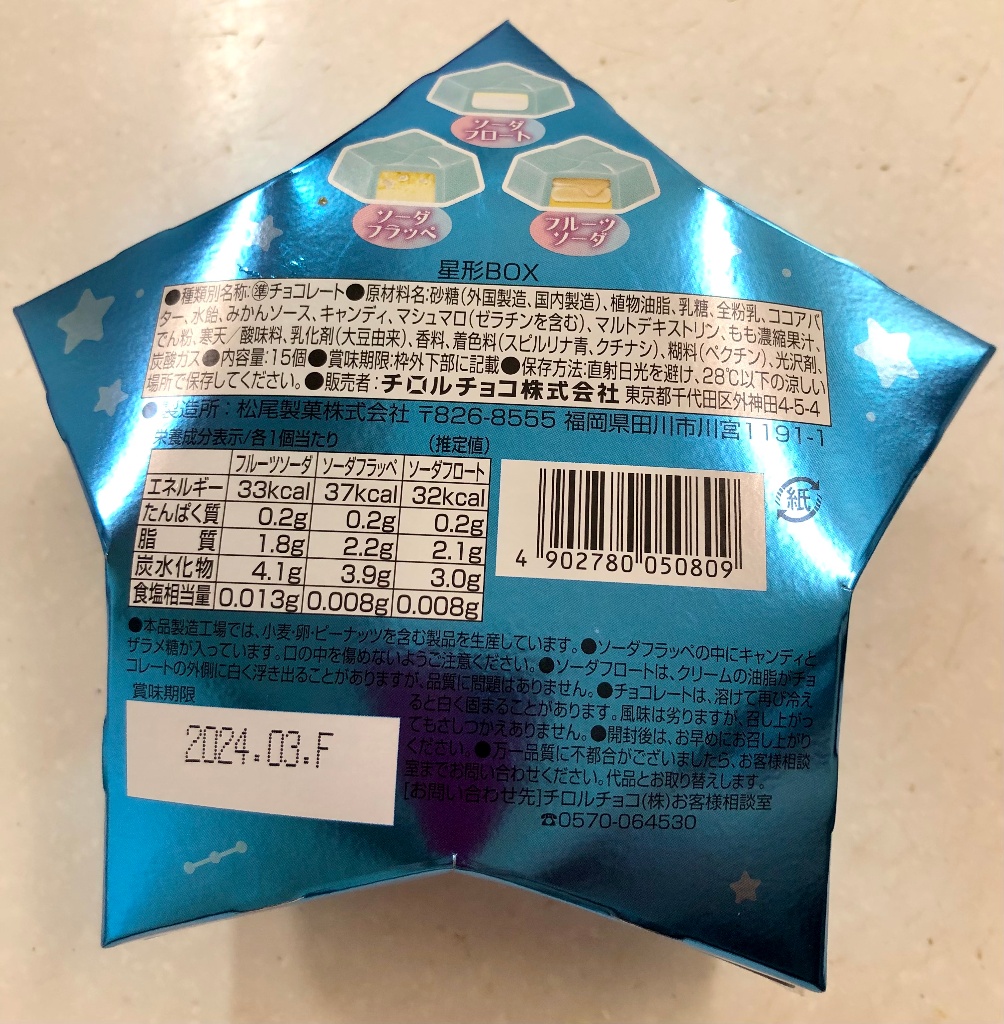 ソーダ
フロート
ソーダ
フラッペ
フルーツ
ソーダ
星形BOX
●種類別名称:㊜チョコレート●原材料名:砂糖(外国製造、国内製造)、植物油脂、乳糖、全粉乳、ココアバ
ター、水飴、みかんソース、キャンディ、マシュマロ(ゼラチンを含む)、マルトデキストリン、もも濃縮果汁、
でん粉、寒天/酸味料、乳化剤(大豆由来)、香料、着色料(スピルリナ青、クチナシ)、糊料(ペクチン)、光沢剤、
炭酸ガス●内容量:15個●賞味期限:枠外下部に記載●保存方法:直射日光を避け、28℃以下の涼しい
場所で保存してください。●販売者:チロルチョコ株式会社 東京都千代田区外神田4-5-4
●製造所:松尾製菓株式会社 〒826-8555 福岡県田川市川宮1191-1
栄養成分表示/各1個当たり (推定値)
フルーツソーダ ソーダフラッペ ソーダフロート
エネルギー 33kcal 37kcal 32kcal
たんぱく質 0.2g 0.2g 0.2g
脂質 1.8g 2.2g 2.1g
炭水化物 4.1g 3.9g 3.0g
食塩相当量 0.013g 0.008g 0.008g
4 902780 050809
紙
●本品製造工場では、小麦・卵・ピーナッツを含む製品を生産しています。●ソーダフラッペの中にキャンディと
ザラメ糖が入っています。口の中を傷めないようご注意ください。●ソーダフロートは、クリームの油脂がチョ
コレートの外側に白く浮き出ることがありますが、品質に問題はありません。●チョコレートは、溶けて再び冷え
ると白く固まることがあります。風味は劣りますが、召し上がっ
てもさしつかえありません。●開封後は、お早めにお召し上がり
ください。●万一品質に不都合がございましたら、お客様相談
室までお問い合わせください。代品とお取り替えします。
[お問い合わせ先]チロルチョコ(株)お客様相談室
☎0570-064530
賞味期限
2024.03.F